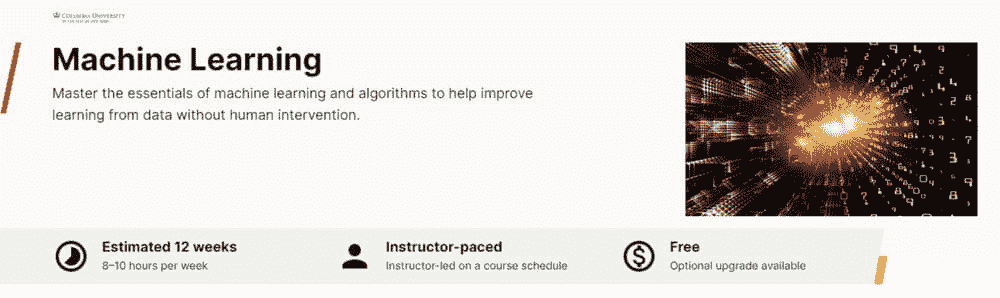 COLUMBIA UNIVERSITY
IN THE CITY OF NEW YORK
Machine Learning
Master the essentials of machine learning and algorithms to help improve
learning from data without human intervention.
Estimated 12 weeks
8–10 hours per week
Instructor-paced
Instructor-led on a course schedule
Free
Optional upgrade available